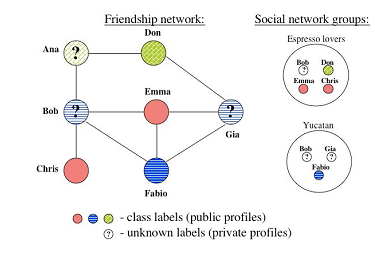 Friendship network:
Social network groups:
Don
Ana
?
Espresso lovers
Bob
Don
?
Emma
Chris
Emma
Bob
?
?
Gia
Yucatan
Bob
Gia
?
?
Fabio
Chris
Fabio
- class labels (public profiles)
? - unknown labels (private profiles)